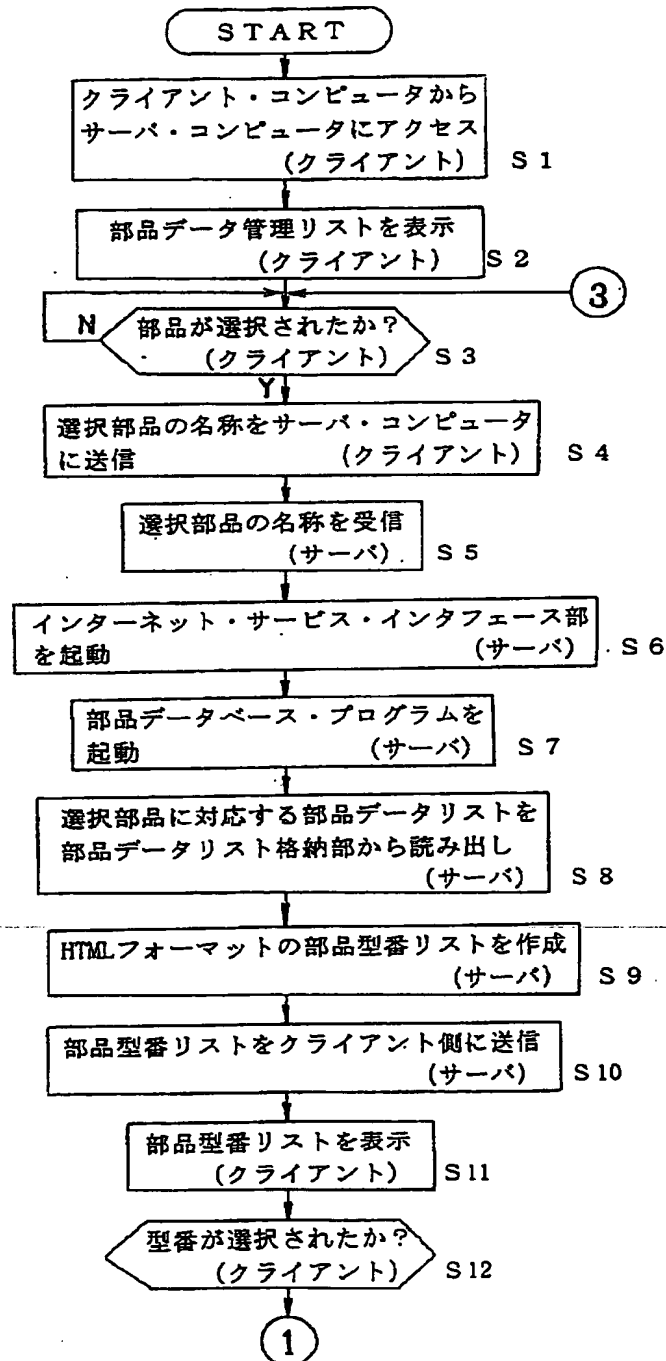 START
クライアント・コンピュータから
サーバ・コンピュータにアクセス
(クライアント) S1
部品データ管理リストを表示
(クライアント) S2
3
N 部品が選択されたか？
(クライアント) S3
Y
選択部品の名称をサーバ・コンピュータ
に送信 (クライアント) S4
選択部品の名称を受信
(サーバ) S5
インターネット・サービス・インタフェース部
を起動 (サーバ) S6
部品データベース・プログラムを
起動 (サーバ) S7
選択部品に対応する部品データリストを
部品データリスト格納部から読み出し
(サーバ) S8
HTMLフォーマットの部品型番リストを作成
(サーバ) S9
部品型番リストをクライアント側に送信
(サーバ) S10
部品型番リストを表示
(クライアント) S11
型番が選択されたか？
(クライアント) S12
1